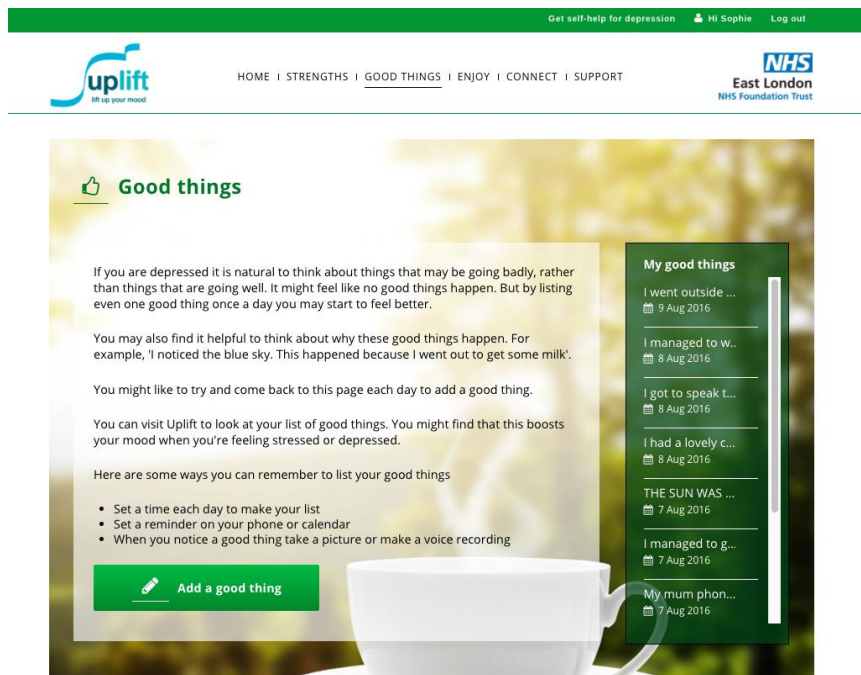 Get self-help for depression Hi Sophie Log out
uplift
lift up your mood
HOME | STRENGTHS | GOOD THINGS | ENJOY | CONNECT | SUPPORT
NHS
East London
NHS Foundation Trust
Good things
If you are depressed it is natural to think about things that may be going badly, rather
than things that are going well. It might feel like no good things happen. But by listing
even one good thing once a day you may start to feel better.
You may also find it helpful to think about why these good things happen. For
example, 'I noticed the blue sky. This happened because I went out to get some milk'.
You might like to try and come back to this page each day to add a good thing.
You can visit Uplift to look at your list of good things. You might find that this boosts
your mood when you're feeling stressed or depressed.
Here are some ways you can remember to list your good things
• Set a time each day to make your list
• Set a reminder on your phone or calendar
• When you notice a good thing take a picture or make a voice recording
Add a good thing
My good things
I went outside ...
9 Aug 2016
I managed to w..
8 Aug 2016
I got to speak t...
8 Aug 2016
I had a lovely c...
8 Aug 2016
THE SUN WAS ...
7 Aug 2016
I managed to g...
7 Aug 2016
My mum phon...
7 Aug 2016